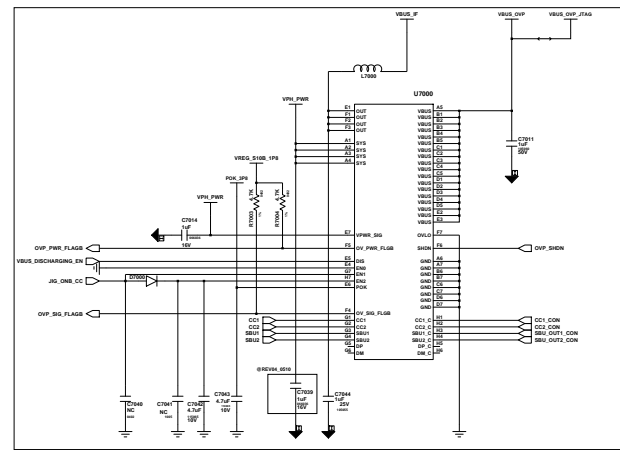 VBUS_IF
VBUS_OVP
VBUS_OVP_JTAG
L7000
U7000
VPH_PWR
VREG_S10B_1P8
POK_3P8
VPH_PWR
4.7K
R7003
1%
4.7K
R7004
1%
C7014
1uF
16V
C7011
1uF
50V
E1 OUT
F1 OUT
F2 OUT
F3 OUT
A1 SYS
A2 SYS
A3 SYS
A4 SYS
E7 VPWR_SIG
F5 OV_PWR_FLGB
E5 DIS
E4 EN0
G7 EN1
H7 EN2
E6 POK
F4 OV_SIG_FLGB
G1 CC1
G2 CC2
G3 SBU1
G4 SBU2
G5 DP
G6 DM
VBUS A5
VBUS B1
VBUS B2
VBUS B3
VBUS B4
VBUS B5
VBUS C1
VBUS C2
VBUS C3
VBUS C4
VBUS C5
VBUS D1
VBUS D2
VBUS D3
VBUS D4
VBUS D5
VBUS E2
VBUS E3
OVLO F7
SHDN F6
GND A6
GND A7
GND B6
GND B7
GND C6
GND C7
GND D6
GND D7
CC1_C H1
CC2_C H2
SBU1_C H3
SBU2_C H4
DP_C H5
DM_C H6
OVP_PWR_FLAGB
VBUS_DISCHARGING_EN
JIG_ONB_CC
D7000
OVP_SIG_FLAGB
CC1
CC2
SBU1
SBU2
OVP_SHDN
CC1_CON
CC2_CON
SBU_OUT1_CON
SBU_OUT2_CON
@REV04_0510
C7040
NC
C7041
NC
C7042
4.7uF
10V
C7043
4.7uF
10V
C7039
1uF
16V
C7044
1uF
25V